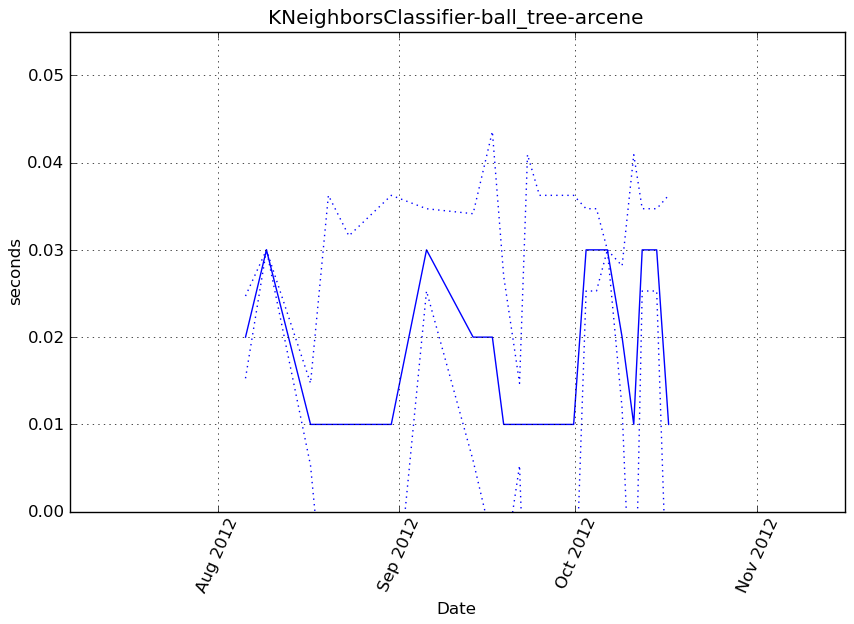 KNeighborsClassifier-ball_tree-arcene
0.05
0.04
0.03
0.02
0.01
0.00
seconds
Aug 2012
Sep 2012
Oct 2012
Nov 2012
Date